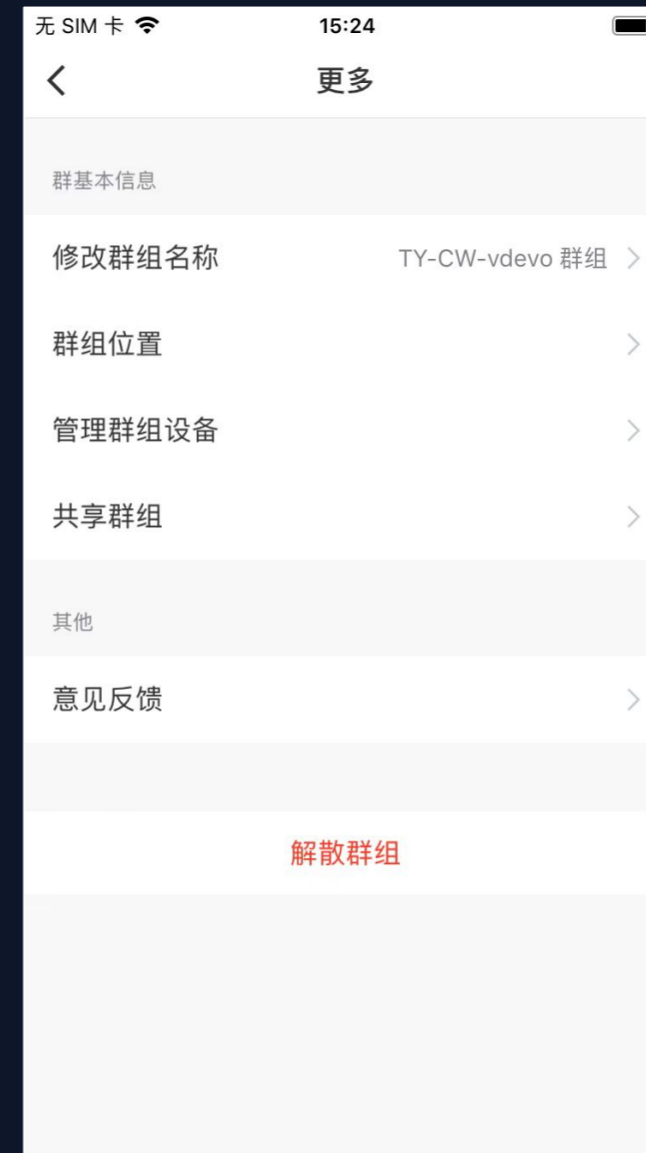 无 SIM 卡 15:24
更多
群基本信息
修改群组名称 TY-CW-vdevo 群组
群组位置
管理群组设备
共享群组
其他
意见反馈
解散群组